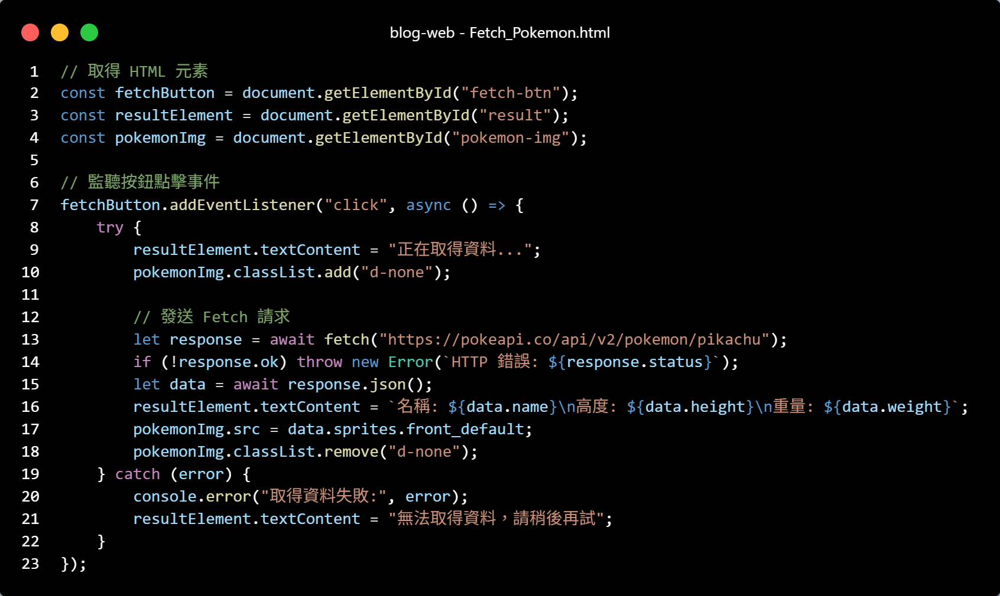 blog-web - Fetch_Pokemon.html
1 // 取得 HTML 元素
2 const fetchButton = document.getElementById("fetch-btn");
3 const resultElement = document.getElementById("result");
4 const pokemonImg = document.getElementById("pokemon-img");
5
6 // 監聽按鈕點擊事件
7 fetchButton.addEventListener("click", async () => {
8     try {
9         resultElement.textContent = "正在取得資料...";
10         pokemonImg.classList.add("d-none");
11
12         // 發送 Fetch 請求
13         let response = await fetch("https://pokeapi.co/api/v2/pokemon/pikachu");
14         if (!response.ok) throw new Error(`HTTP 錯誤: ${response.status}`);
15         let data = await response.json();
16         resultElement.textContent = `名稱: ${data.name}\n高度: ${data.height}\n重量: ${data.weight}`;
17         pokemonImg.src = data.sprites.front_default;
18         pokemonImg.classList.remove("d-none");
19     } catch (error) {
20         console.error("取得資料失敗:", error);
21         resultElement.textContent = "無法取得資料，請稍後再試";
22     }
23 });